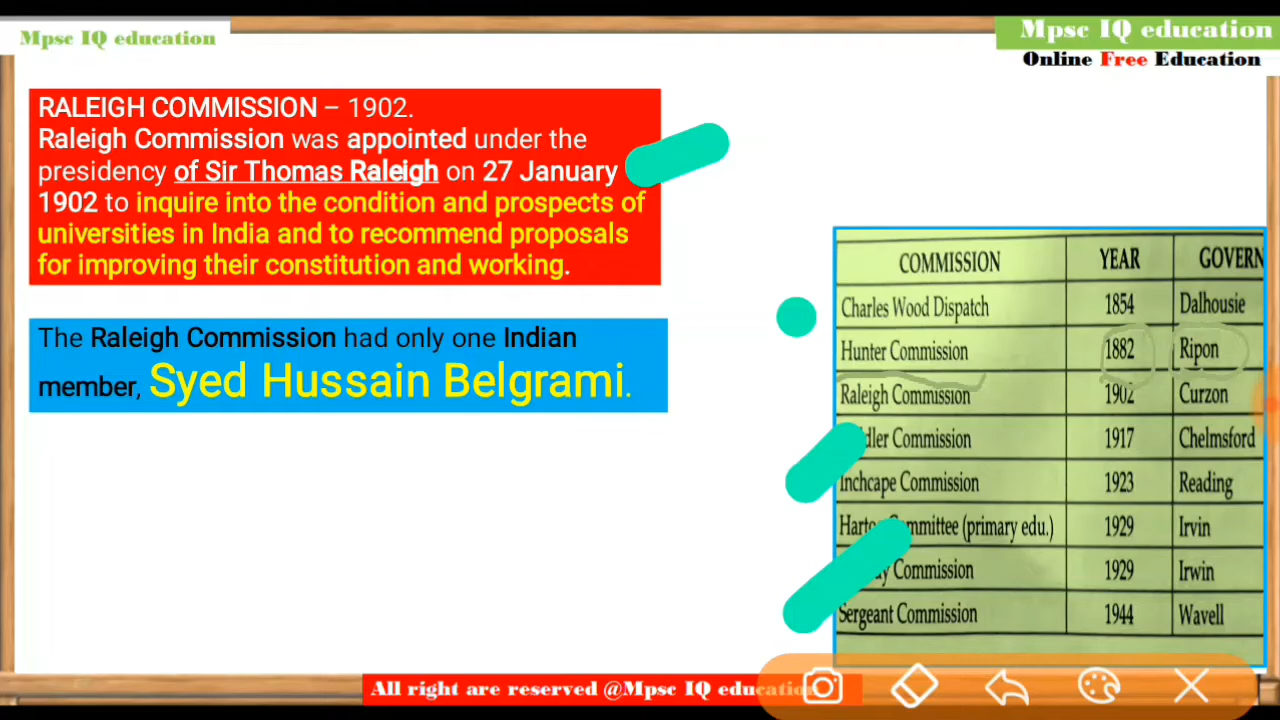 Mpsc IQ education
Mpsc IQ education
Online Free Education
RALEIGH COMMISSION – 1902.
Raleigh Commission was appointed under the
presidency of Sir Thomas Raleigh on 27 January
1902 to inquire into the condition and prospects of
universities in India and to recommend proposals
for improving their constitution and working.
The Raleigh Commission had only one Indian
member, Syed Hussain Belgrami.
COMMISSION YEAR GOVERN
Charles Wood Dispatch 1854 Dalhousie
Hunter Commission 1882 Ripon
Raleigh Commission 1902 Curzon
Commission 1917 Chelmsford
Inchcape Commission 1923 Reading
Committee (primary edu.) 1929 Irvin
Commission 1929 Irwin
Sergeant Commission 1944 Wavell
All right are reserved @Mpsc IQ education